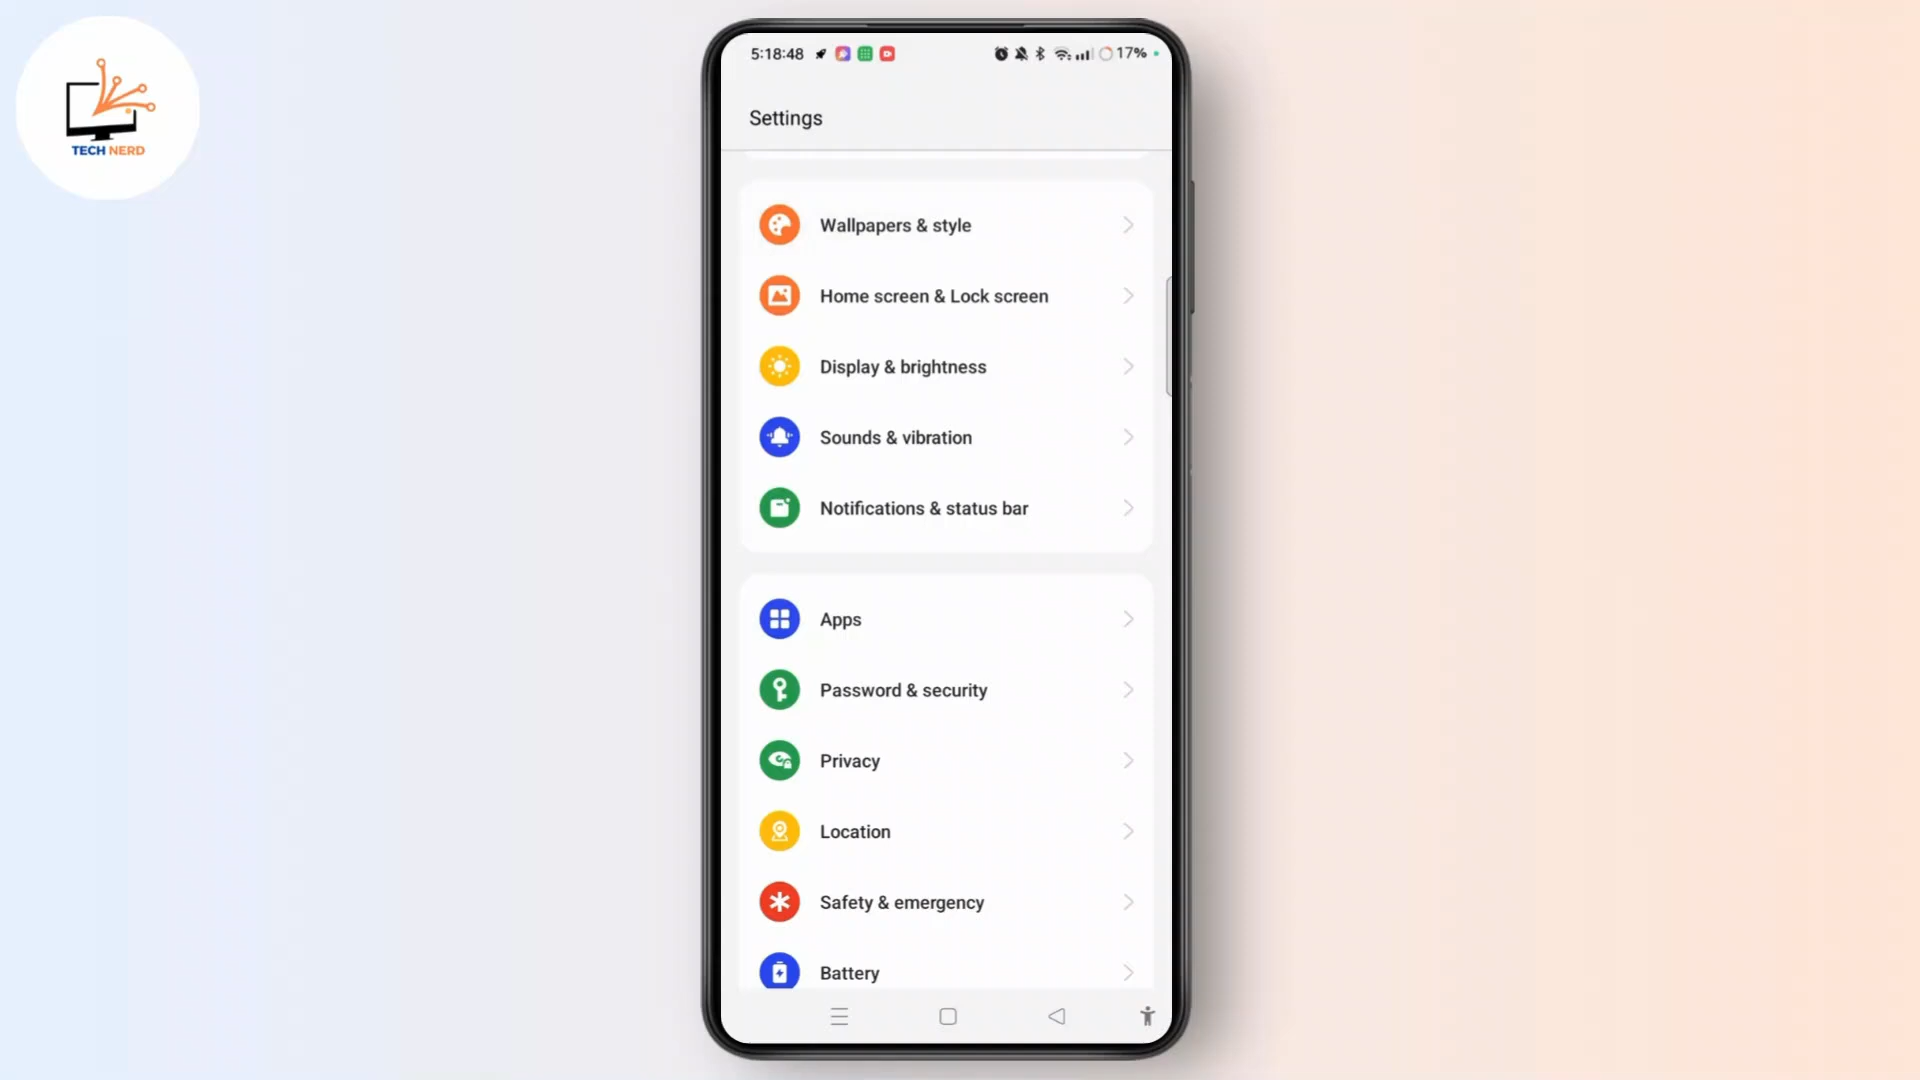 TECH NERD
5:18:48
17%
Settings
Wallpapers & style
Home screen & Lock screen
Display & brightness
Sounds & vibration
Notifications & status bar
Apps
Password & security
Privacy
Location
Safety & emergency
Battery